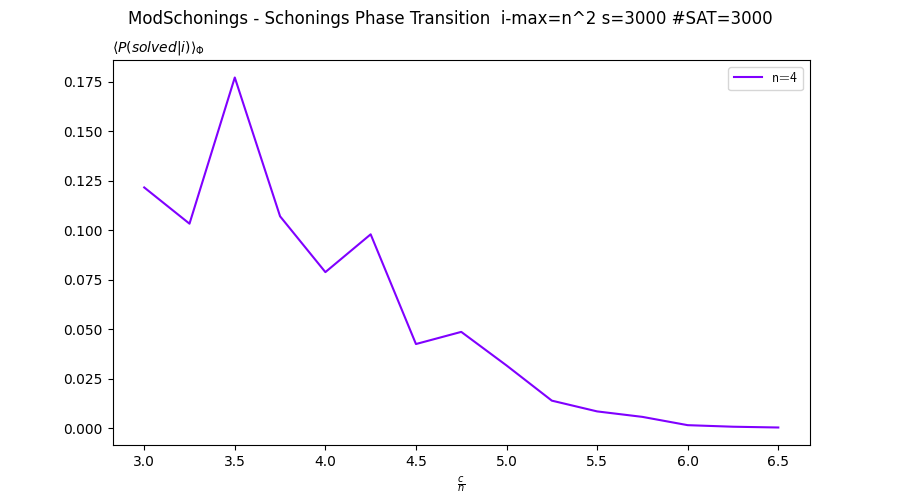 ModSchonings - Schonings Phase Transition i-max=n^2 s=3000 #SAT=3000
⟨P(solved|i)⟩Φ
n=4
0.175
0.150
0.125
0.100
0.075
0.050
0.025
0.000
3.0 3.5 4.0 4.5 5.0 5.5 6.0 6.5
c/n